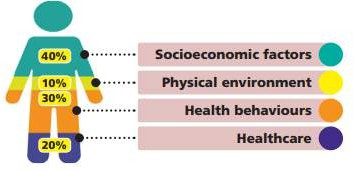 40% Socioeconomic factors
10% Physical environment
30% Health behaviours
20% Healthcare